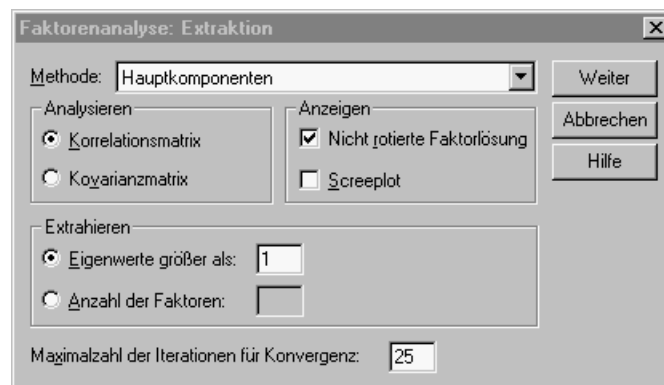 Faktorenanalyse: Extraktion
Methode: Hauptkomponenten
Weiter
Abbrechen
Hilfe
Analysieren
Korrelationsmatrix
Kovarianzmatrix
Anzeigen
Nicht rotierte Faktorlösung
Screeplot
Extrahieren
Eigenwerte größer als: 1
Anzahl der Faktoren:
Maximalzahl der Iterationen für Konvergenz: 25